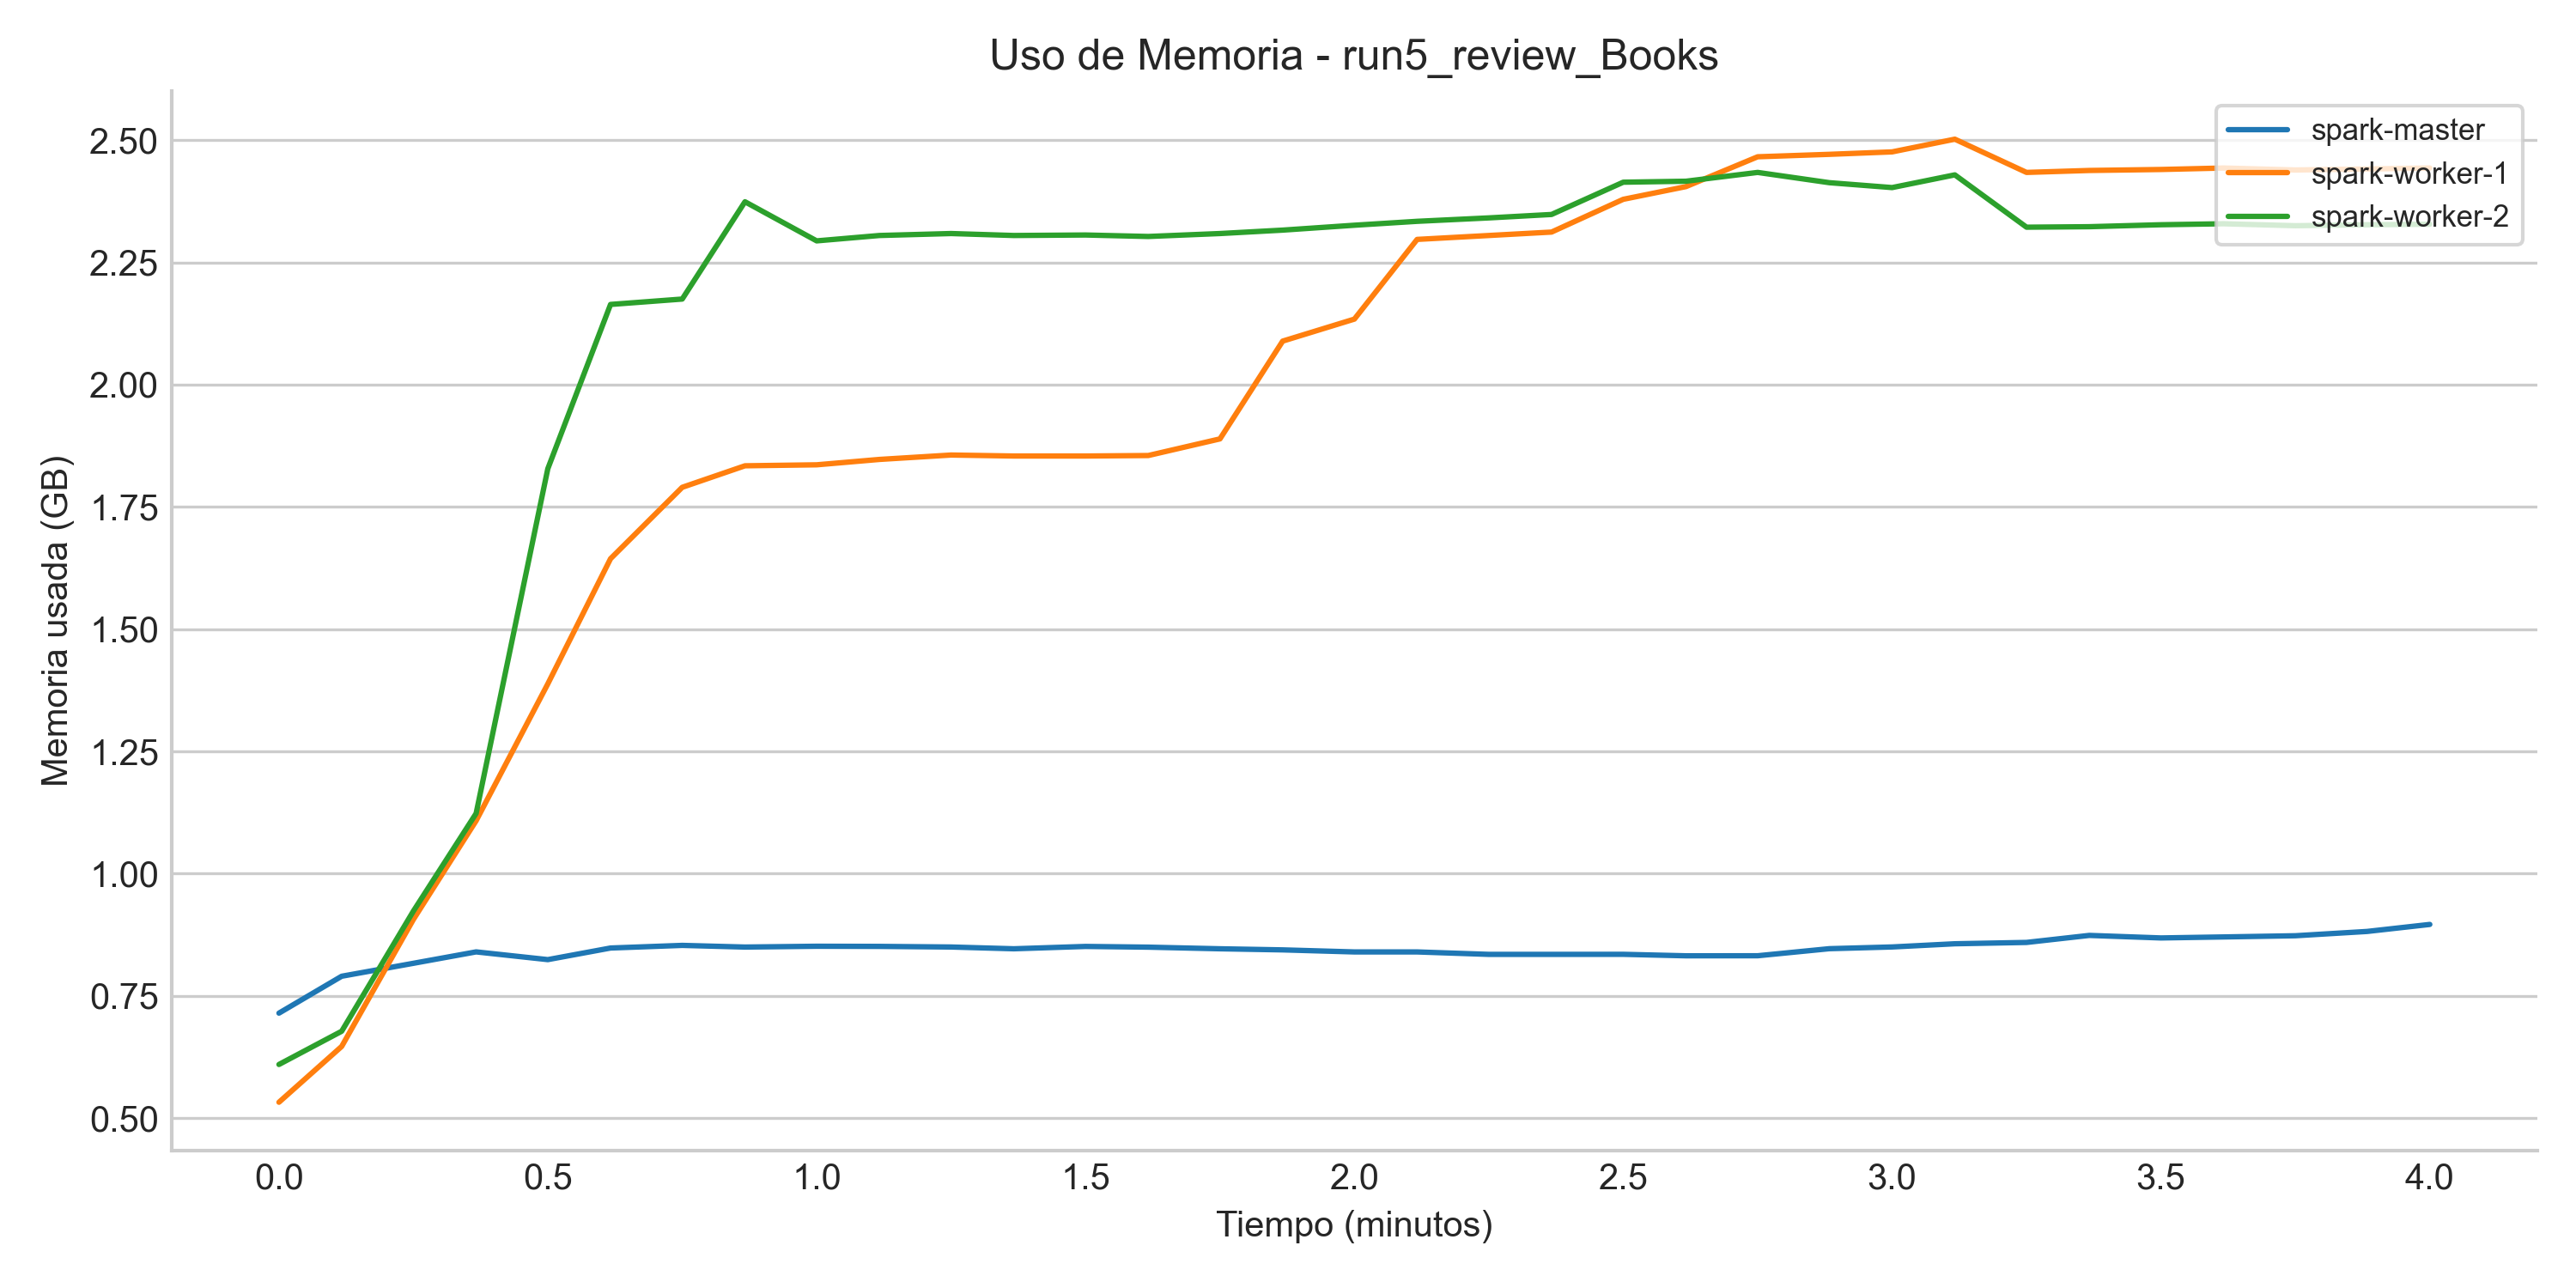 Uso de Memoria - run5_review_Books
spark-master
spark-worker-1
spark-worker-2
Memoria usada (GB)
2.50
2.25
2.00
1.75
1.50
1.25
1.00
0.75
0.50
0.0 0.5 1.0 1.5 2.0 2.5 3.0 3.5 4.0
Tiempo (minutos)